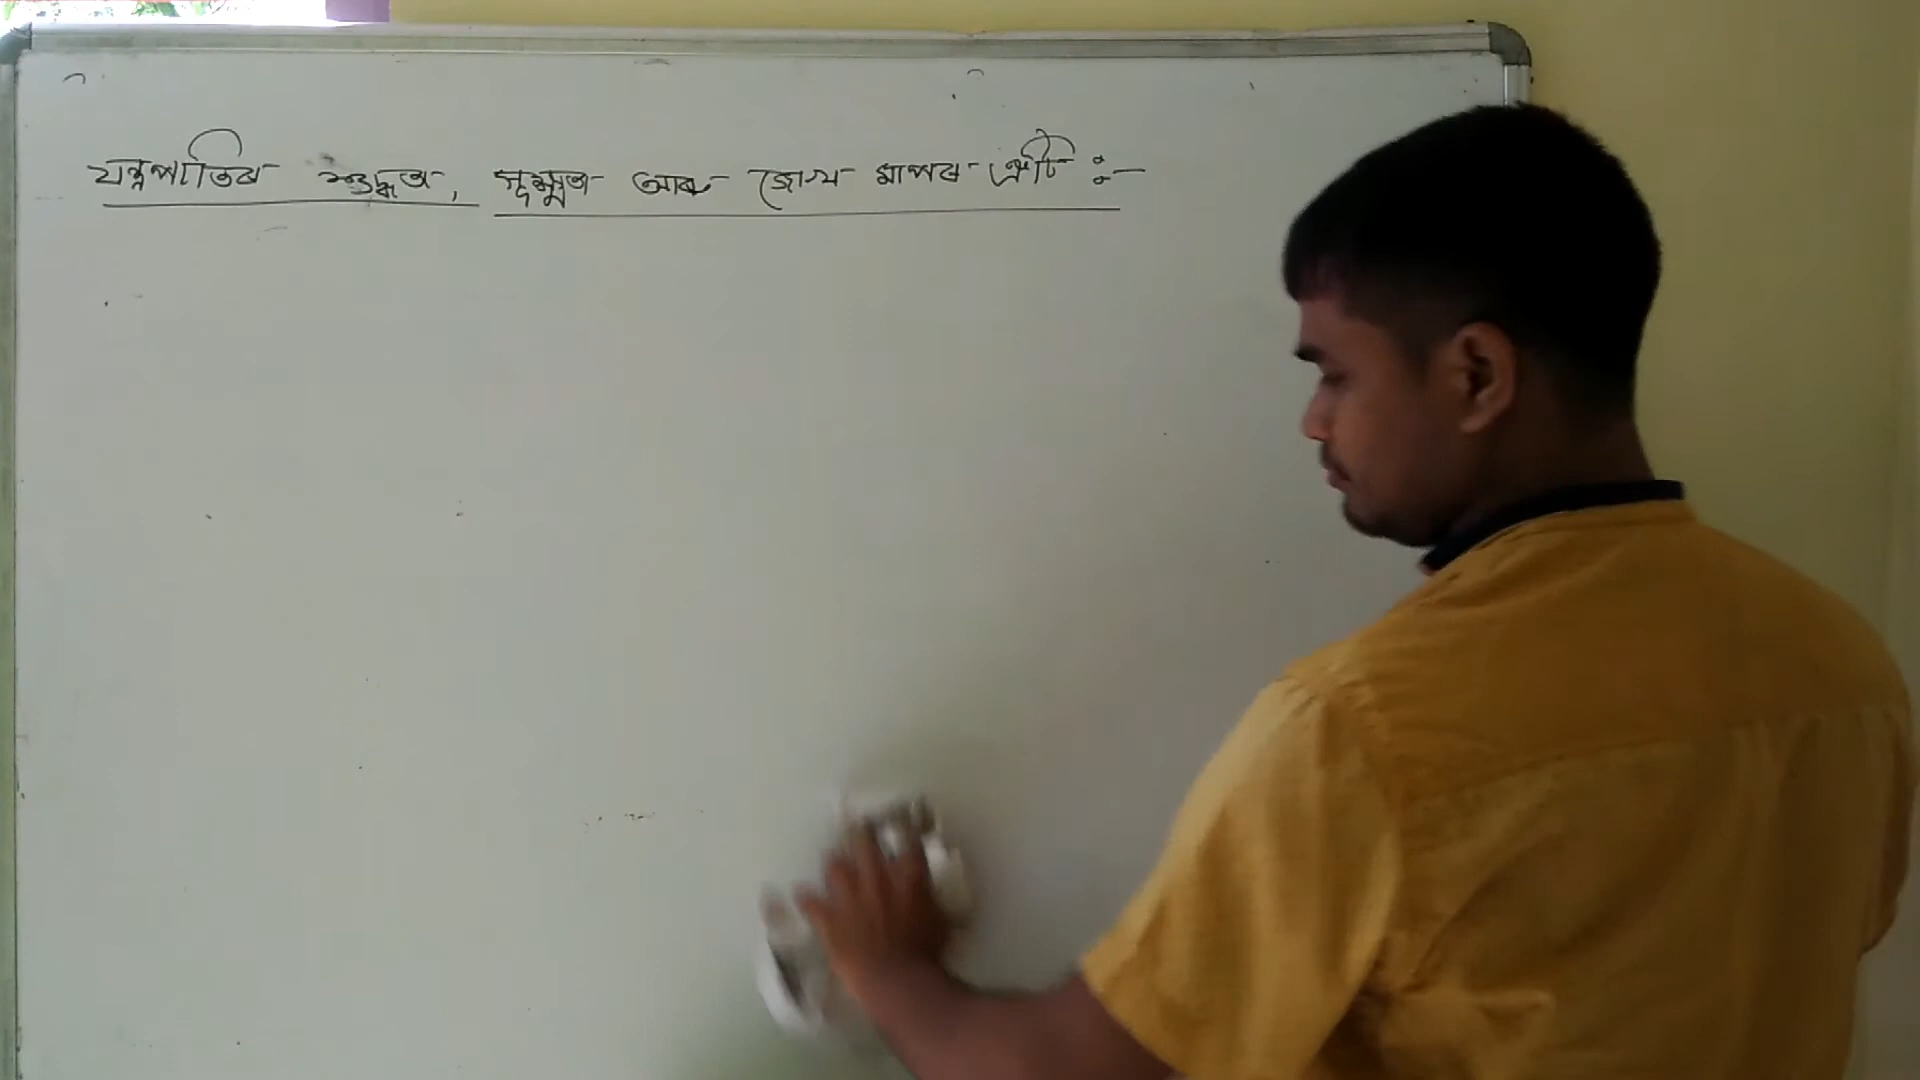 যন্ত্ৰপাতিৰ শুদ্ধতা, সূক্ষ্মতা আৰু জোখ মাপৰ ত্ৰুটি :-